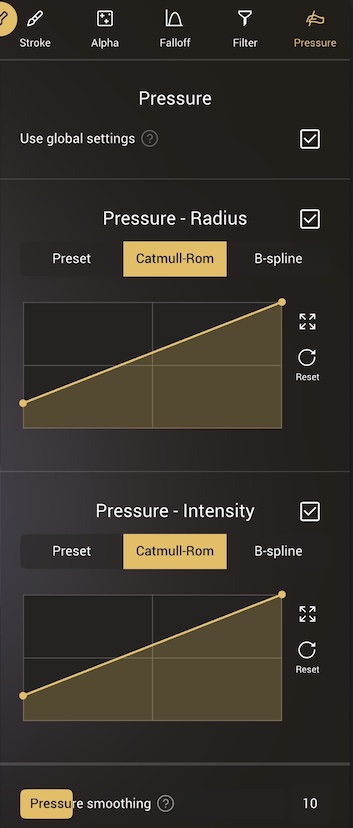 Stroke Alpha Falloff Filter Pressure
Pressure
Use global settings ?
Pressure - Radius
Preset Catmull-Rom B-spline
Reset
Pressure - Intensity
Preset Catmull-Rom B-spline
Reset
Pressure smoothing ? 10